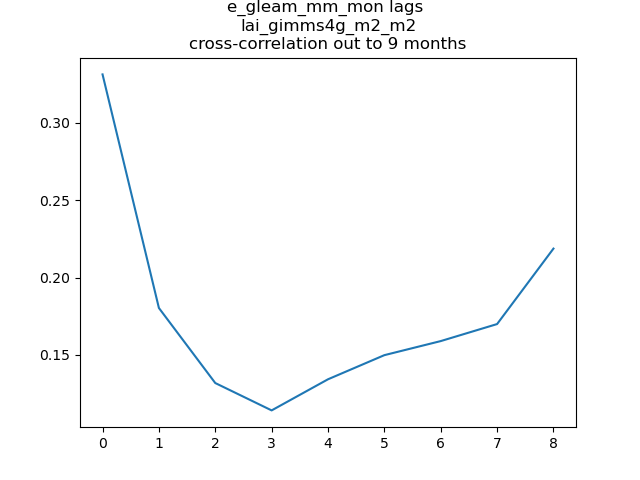 e_gleam_mm_mon lags
lai_gimms4g_m2_m2
cross-correlation out to 9 months
0.30
0.25
0.20
0.15
0 1 2 3 4 5 6 7 8